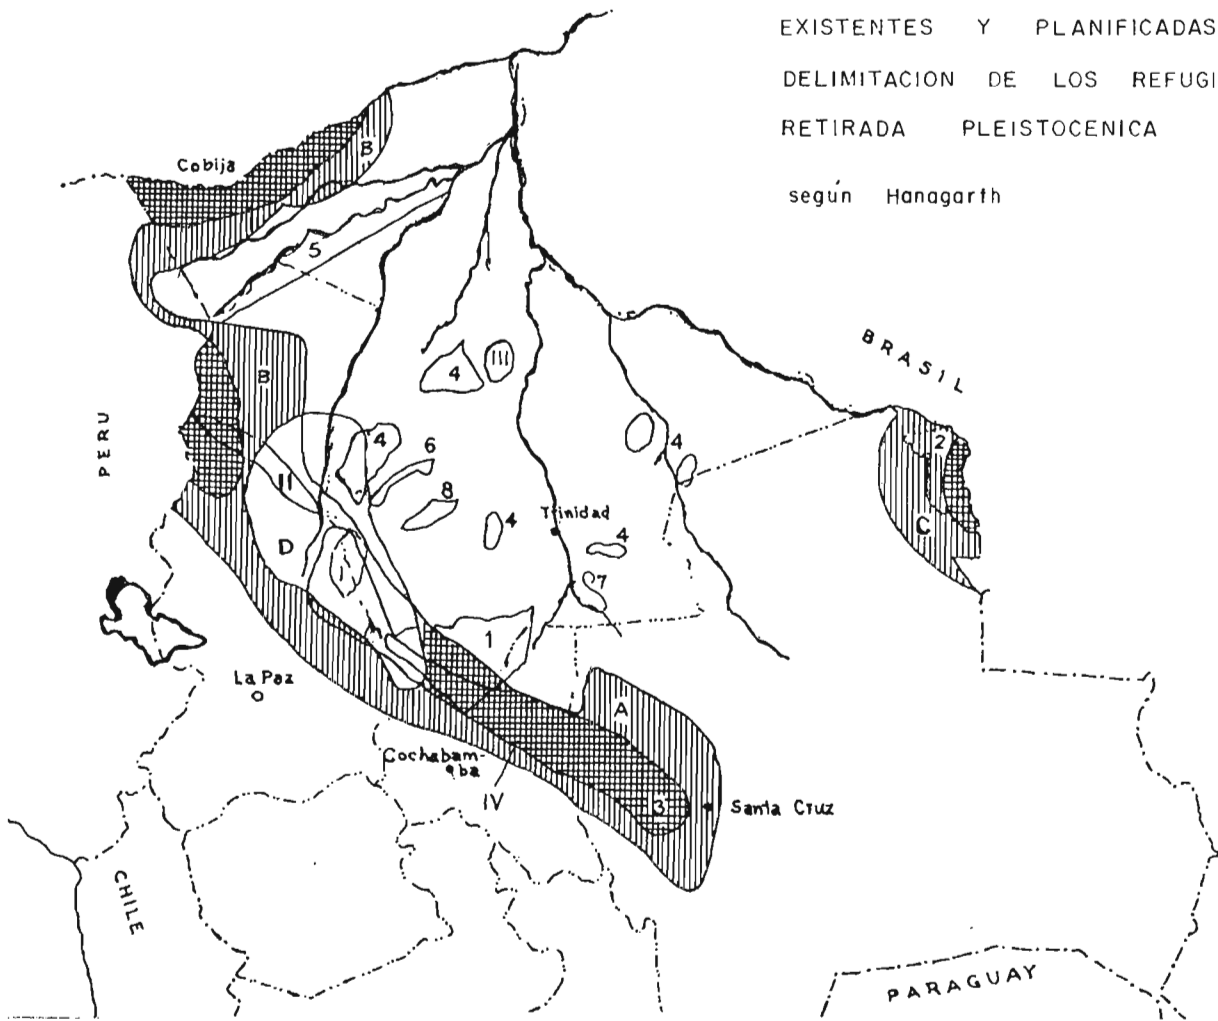 EXISTENTES Y PLANIFICADAS
DELIMITACION DE LOS REFUGI
RETIRADA PLEISTOCENICA
según Hanagarth
Cobija
B
5
BRASIL
4
III
B
PERU
4
6
4
2
II
8
C
4
Trinidad
4
D
7
1
La Paz
A
Cochabam-
ba
IV
3
Santa Cruz
CHILE
PARAGUAY